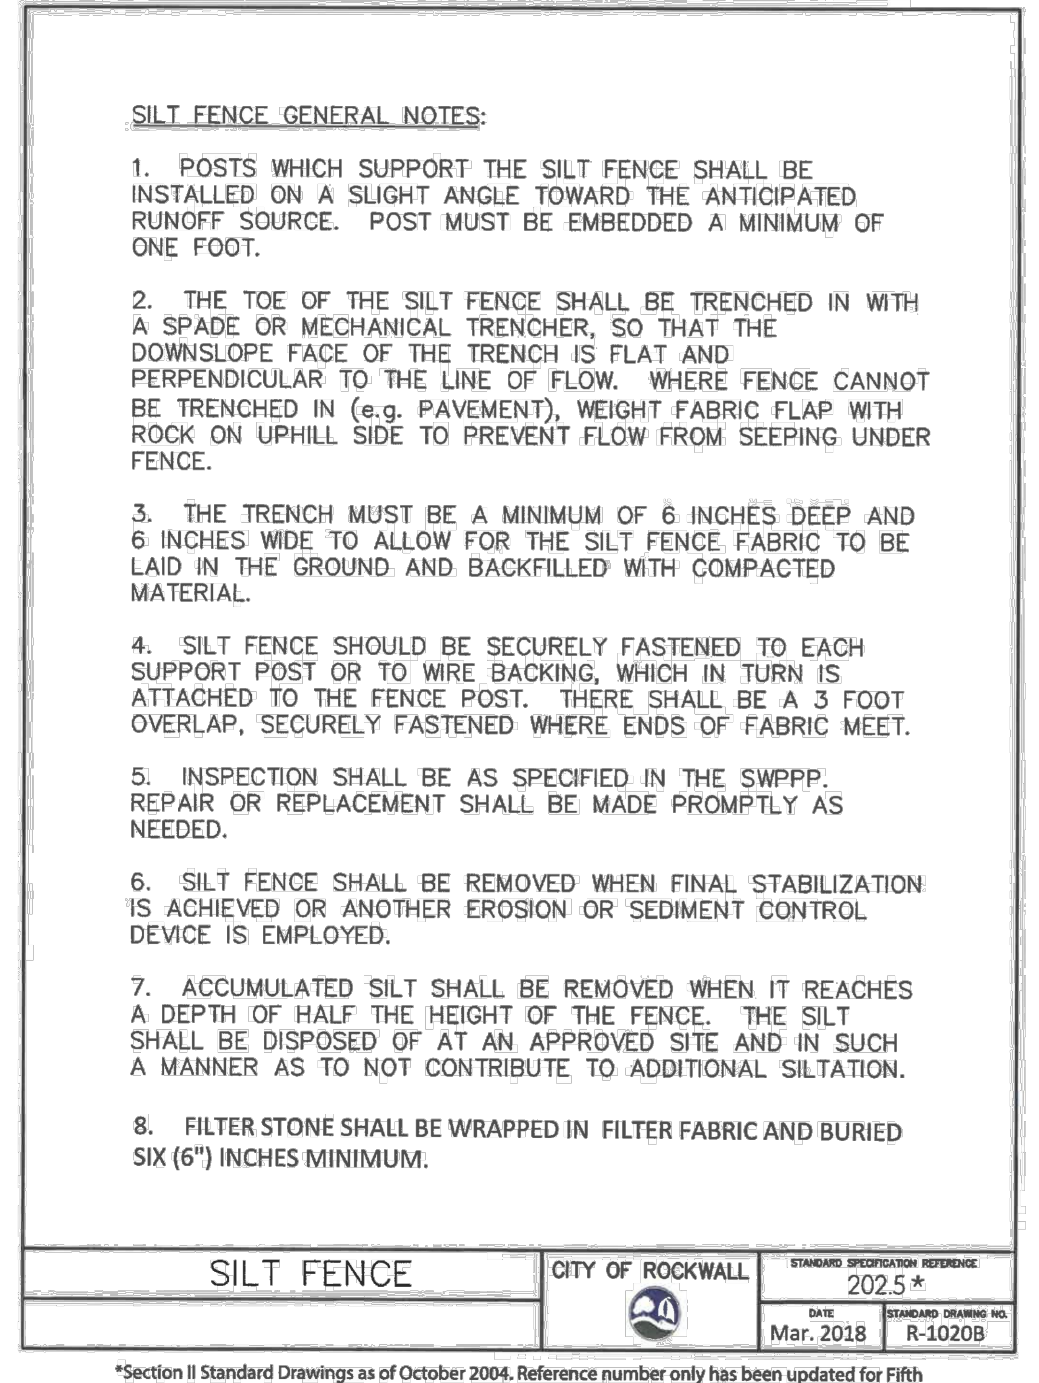 SILT FENCE GENERAL NOTES:
1. POSTS WHICH SUPPORT THE SILT FENCE SHALL BE
INSTALLED ON A SLIGHT ANGLE TOWARD THE ANTICIPATED
RUNOFF SOURCE. POST MUST BE EMBEDDED A MINIMUM OF
ONE FOOT.
2. THE TOE OF THE SILT FENCE SHALL BE TRENCHED IN WITH
A SPADE OR MECHANICAL TRENCHER, SO THAT THE
DOWNSLOPE FACE OF THE TRENCH IS FLAT AND
PERPENDICULAR TO THE LINE OF FLOW. WHERE FENCE CANNOT
BE TRENCHED IN (e.g. PAVEMENT), WEIGHT FABRIC FLAP WITH
ROCK ON UPHILL SIDE TO PREVENT FLOW FROM SEEPING UNDER
FENCE.
3. THE TRENCH MUST BE A MINIMUM OF 6 INCHES DEEP AND
6 INCHES WIDE TO ALLOW FOR THE SILT FENCE FABRIC TO BE
LAID IN THE GROUND AND BACKFILLED WITH COMPACTED
MATERIAL.
4. SILT FENCE SHOULD BE SECURELY FASTENED TO EACH
SUPPORT POST OR TO WIRE BACKING, WHICH IN TURN IS
ATTACHED TO THE FENCE POST. THERE SHALL BE A 3 FOOT
OVERLAP, SECURELY FASTENED WHERE ENDS OF FABRIC MEET.
5. INSPECTION SHALL BE AS SPECIFIED IN THE SWPPP.
REPAIR OR REPLACEMENT SHALL BE MADE PROMPTLY AS
NEEDED.
6. SILT FENCE SHALL BE REMOVED WHEN FINAL STABILIZATION
IS ACHIEVED OR ANOTHER EROSION OR SEDIMENT CONTROL
DEVICE IS EMPLOYED.
7. ACCUMULATED SILT SHALL BE REMOVED WHEN IT REACHES
A DEPTH OF HALF THE HEIGHT OF THE FENCE. THE SILT
SHALL BE DISPOSED OF AT AN APPROVED SITE AND IN SUCH
A MANNER AS TO NOT CONTRIBUTE TO ADDITIONAL SILTATION.
8. FILTER STONE SHALL BE WRAPPED IN FILTER FABRIC AND BURIED
SIX (6") INCHES MINIMUM.
SILT FENCE
CITY OF ROCKWALL
STANDARD SPECIFICATION REFERENCE
202.5*
DATE
Mar. 2018
STANDARD DRAWING NO.
R-1020B
*Section II Standard Drawings as of October 2004. Reference number only has been updated for Fifth